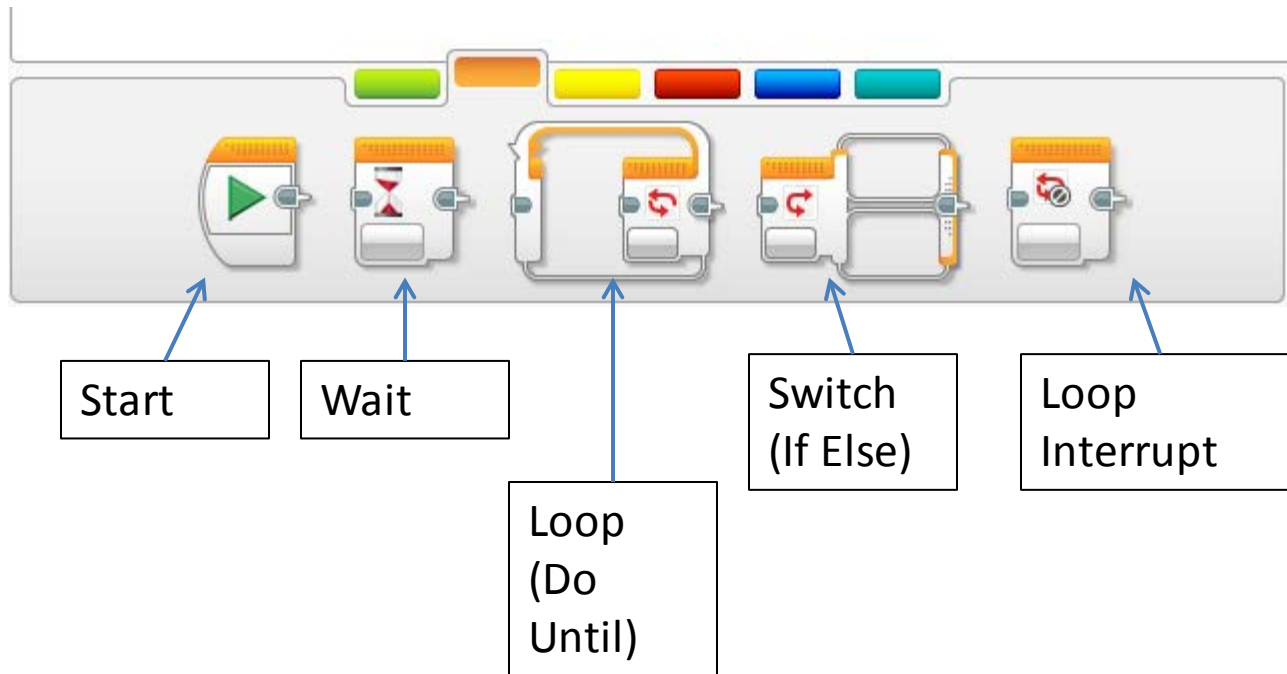 Start
Wait
Loop
(Do
Until)
Switch
(If Else)
Loop
Interrupt